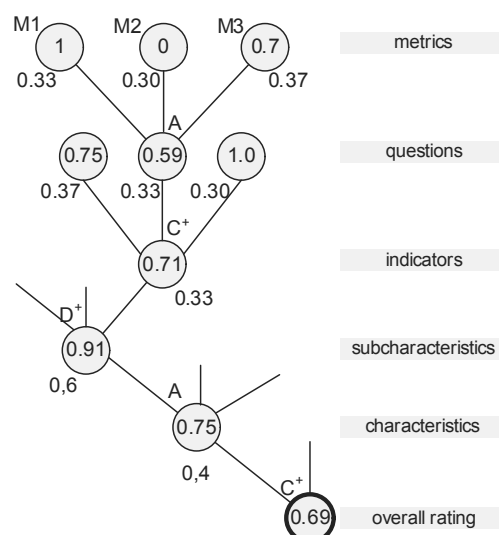 M1 M2 M3
1 0 0.7 metrics
0.33 0.30 0.37
A
0.75 0.59 1.0 questions
0.37 0.33 0.30
C+
0.71 indicators
0.33
D+
0.91 subcharacteristics
0,6
A
0.75 characteristics
0,4
C+
0.69 overall rating